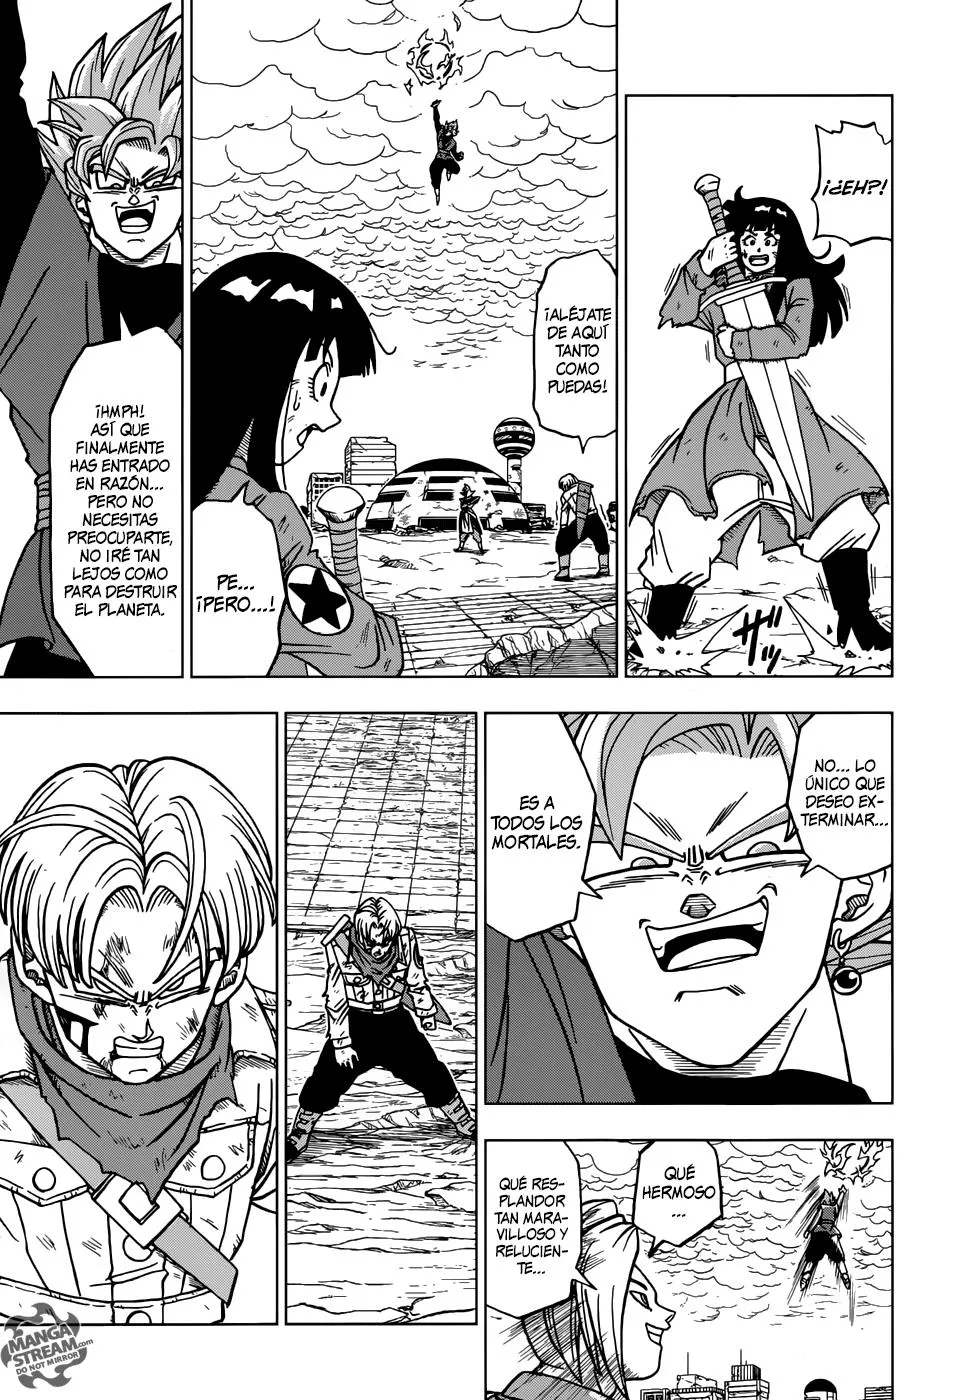 ¡¿EH?!
¡ALÉJATE
DE AQUÍ
TANTO
COMO
PUEDAS!
PE...
¡PERO...!
¡HMPH!
ASÍ QUE
FINALMENTE
HAS ENTRADO
EN RAZÓN...
PERO NO
NECESITAS
PREOCUPARTE,
NO IRÉ TAN
LEJOS COMO
PARA DESTRUIR
EL PLANETA.
NO... LO
ÚNICO QUE
DESEO EX-
TERMINAR...
ES A
TODOS LOS
MORTALES.
QUÉ
HERMOSO
...
QUÉ RES-
PLANDOR
TAN MARA-
VILLOSO Y
RELUCIEN-
TE...
MANGA
STREAM.com
DO NOT MIRROR!